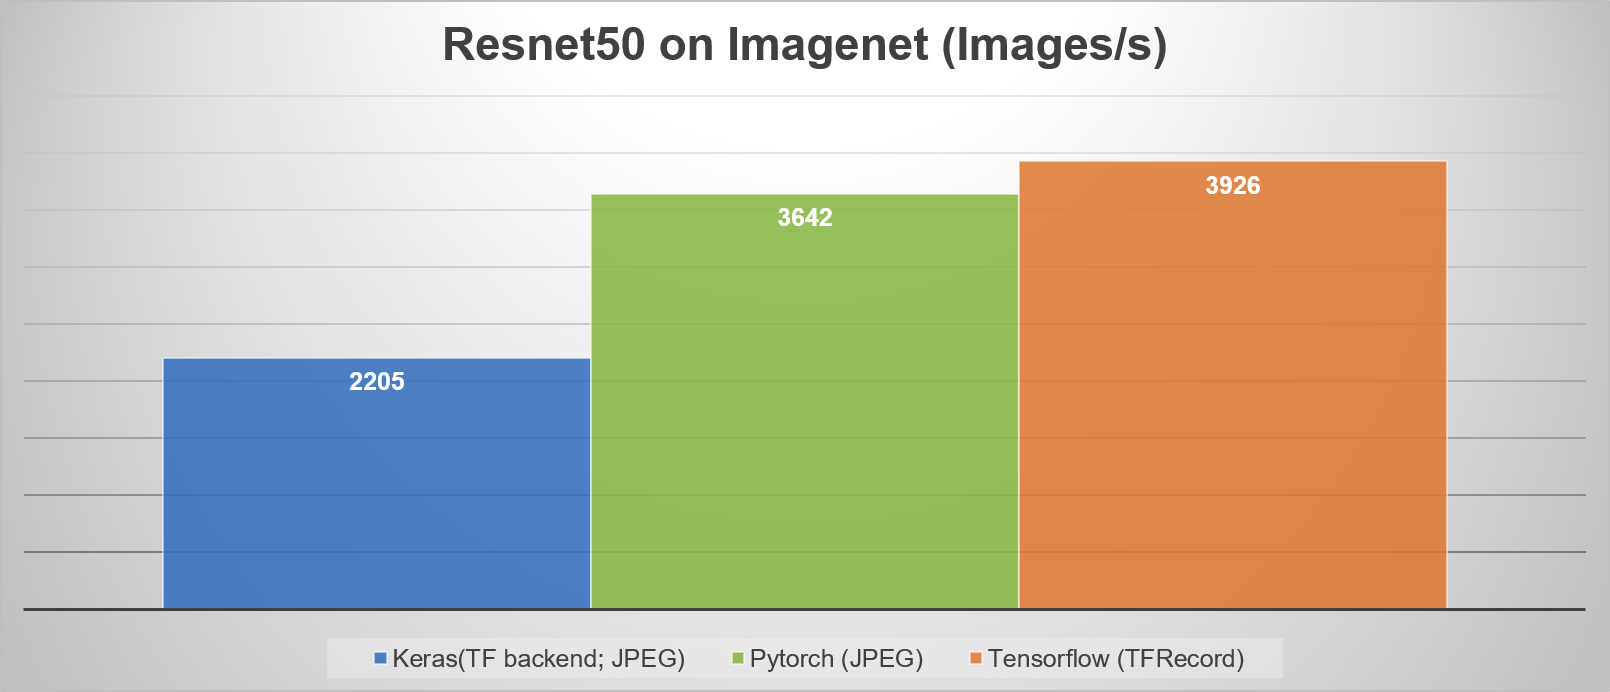 Resnet50 on Imagenet (Images/s)
2205
3642
3926
Keras(TF backend; JPEG)
Pytorch (JPEG)
Tensorflow (TFRecord)